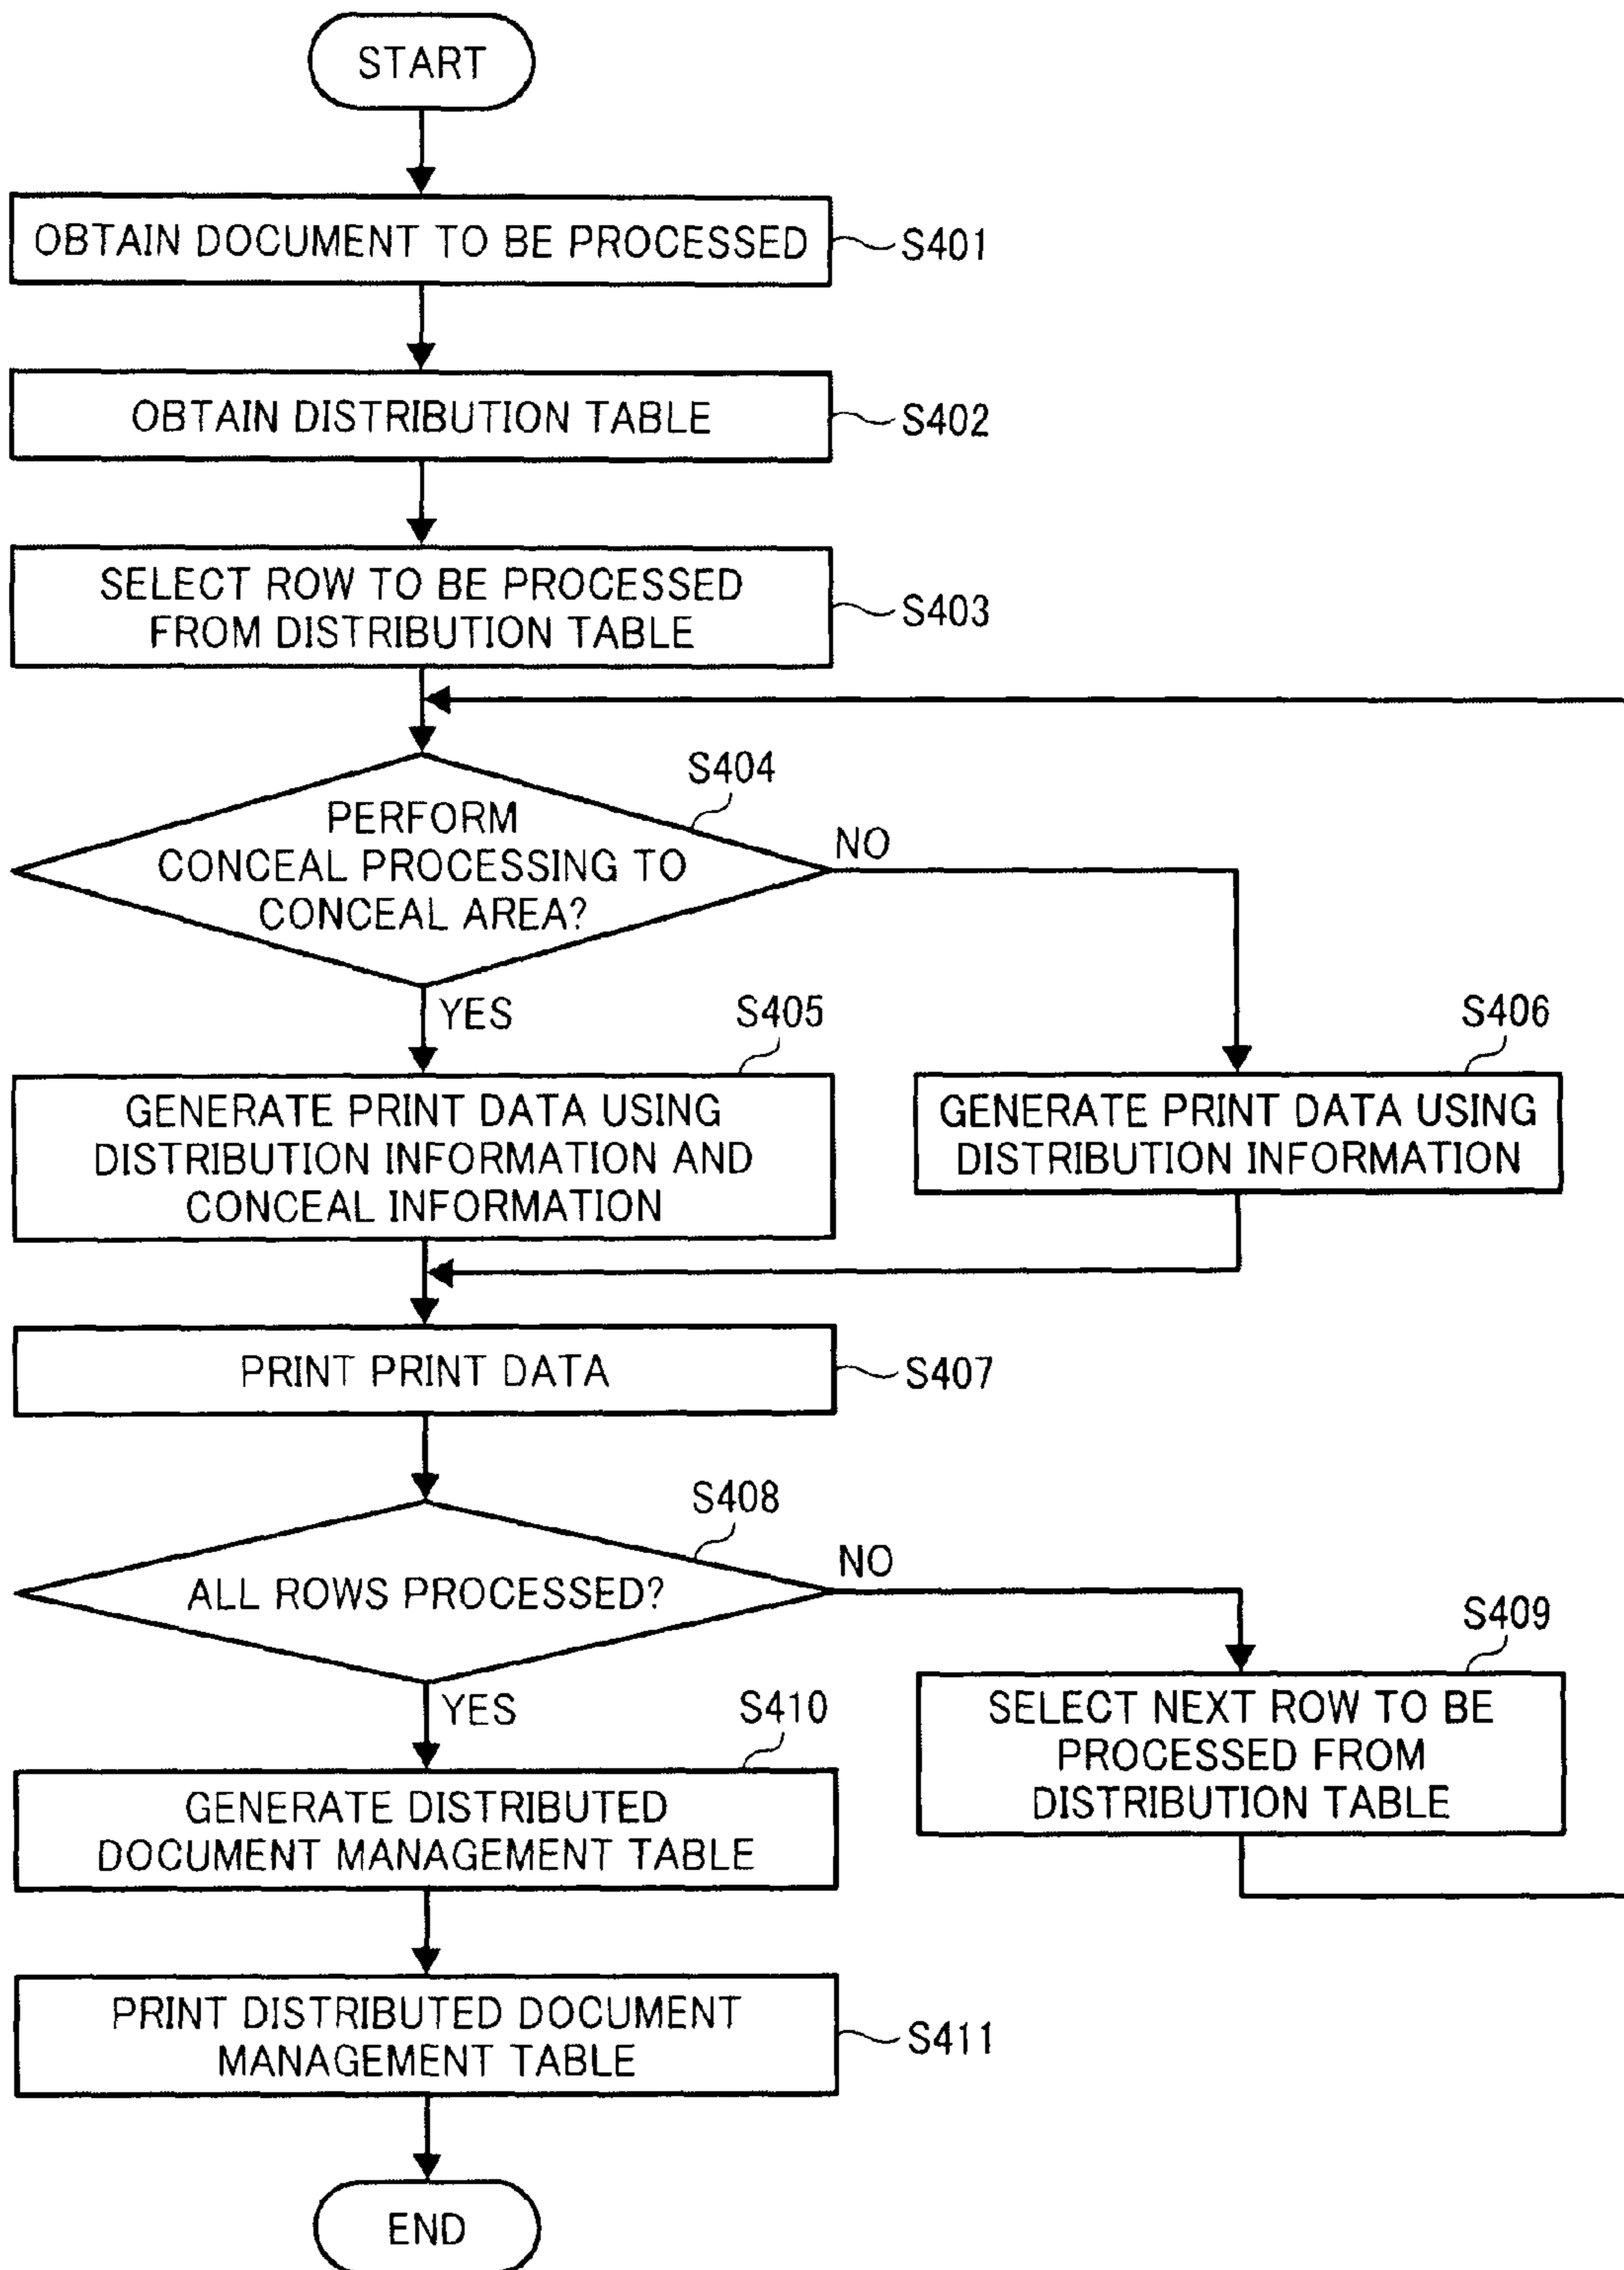 START
OBTAIN DOCUMENT TO BE PROCESSED
S401
OBTAIN DISTRIBUTION TABLE
S402
SELECT ROW TO BE PROCESSED
FROM DISTRIBUTION TABLE
S403
S404
PERFORM
CONCEAL PROCESSING TO
CONCEAL AREA?
NO
YES
S405
GENERATE PRINT DATA USING
DISTRIBUTION INFORMATION AND
CONCEAL INFORMATION
S406
GENERATE PRINT DATA USING
DISTRIBUTION INFORMATION
PRINT PRINT DATA
S407
S408
ALL ROWS PROCESSED?
NO
S409
SELECT NEXT ROW TO BE
PROCESSED FROM
DISTRIBUTION TABLE
YES
S410
GENERATE DISTRIBUTED
DOCUMENT MANAGEMENT TABLE
PRINT DISTRIBUTED DOCUMENT
MANAGEMENT TABLE
S411
END